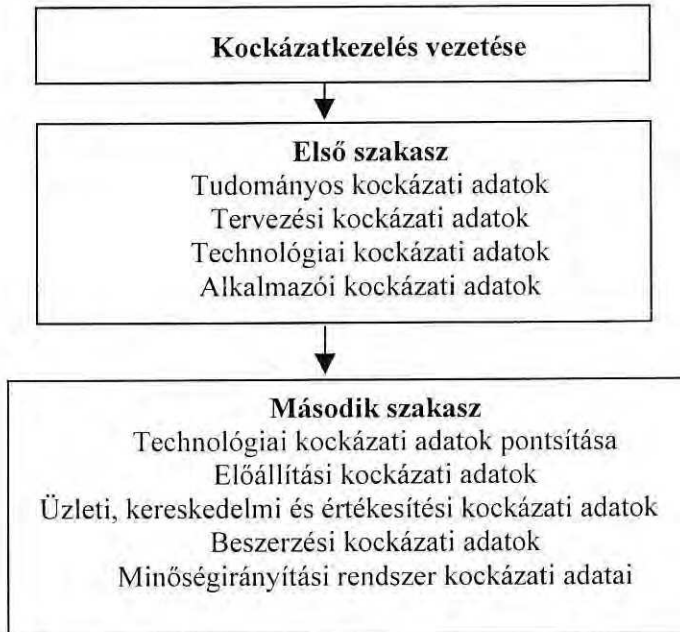 Kockázatkezelés vezetése
Első szakasz
Tudományos kockázati adatok
Tervezési kockázati adatok
Technológiai kockázati adatok
Alkalmazói kockázati adatok
Második szakasz
Technológiai kockázati adatok pontsítása
Előállítási kockázati adatok
Üzleti, kereskedelmi és értékesítési kockázati adatok
Beszerzési kockázati adatok
Minőségirányítási rendszer kockázati adatai